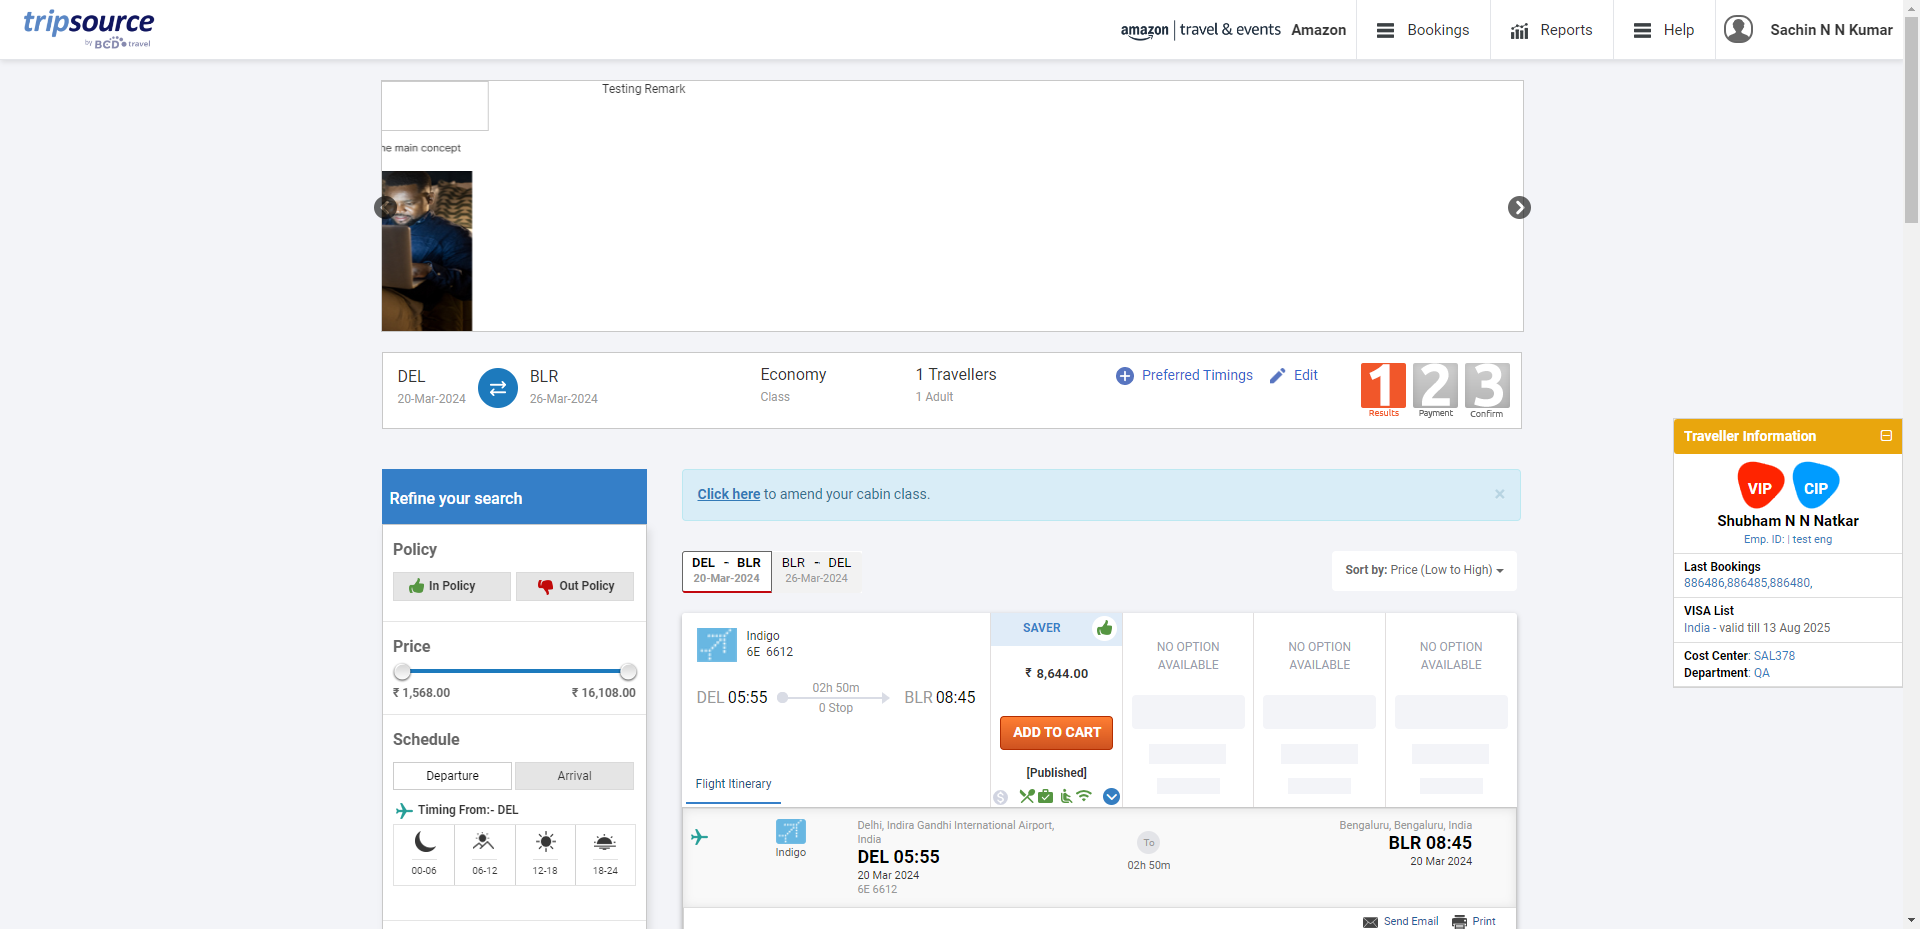 tripsource
by BCD travel
amazon | travel & events Amazon
Bookings
Reports
Help
Sachin N N Kumar
Testing Remark
he main concept
DEL
20-Mar-2024
BLR
26-Mar-2024
Economy
Class
1 Travellers
1 Adult
Preferred Timings
Edit
1
Results
2
Payment
3
Confirm
Traveller Information
VIP
CIP
Shubham N N Natkar
Emp. ID: | test eng
Last Bookings
886486,886485,886480,
VISA List
India - valid till 13 Aug 2025
Cost Center: SAL378
Department: QA
Refine your search
Policy
In Policy
Out Policy
Price
₹ 1,568.00
₹ 16,108.00
Schedule
Departure
Arrival
Timing From:- DEL
00-06
06-12
12-18
18-24
Click here to amend your cabin class.
×
DEL - BLR
20-Mar-2024
BLR - DEL
26-Mar-2024
Sort by: Price (Low to High)
Indigo
6E 6612
DEL 05:55
02h 50m
0 Stop
BLR 08:45
Flight Itinerary
SAVER
₹ 8,644.00
ADD TO CART
[Published]
NO OPTION
AVAILABLE
NO OPTION
AVAILABLE
NO OPTION
AVAILABLE
Indigo
Delhi, Indira Gandhi International Airport,
India
DEL 05:55
20 Mar 2024
6E 6612
To
02h 50m
Bengaluru, Bengaluru, India
BLR 08:45
20 Mar 2024
Send Email
Print